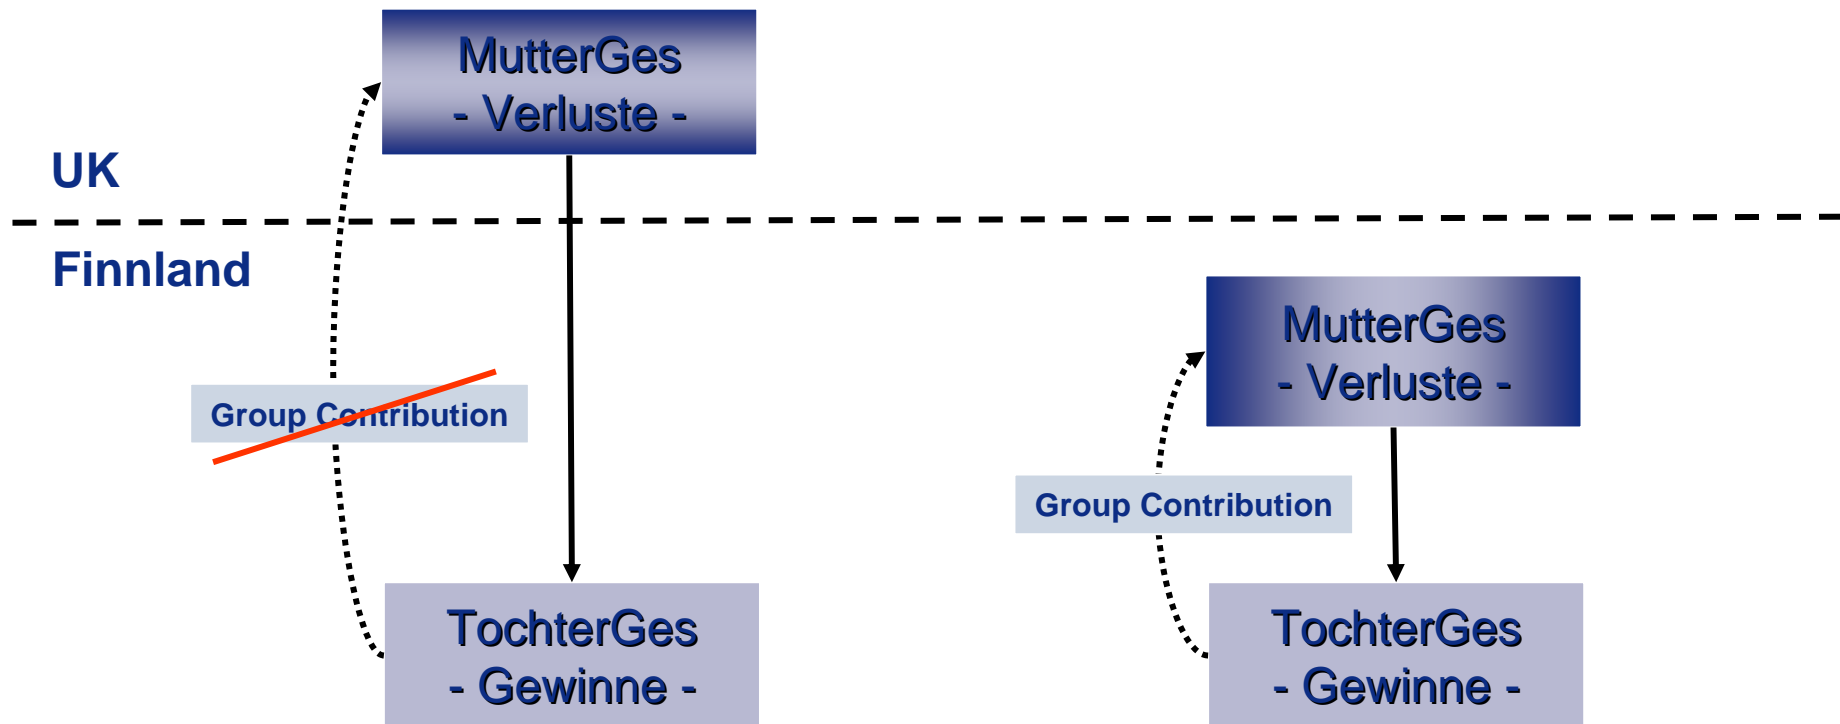 MutterGes
- Verluste -
UK
Finnland
MutterGes
- Verluste -
Group Contribution
Group Contribution
TochterGes
- Gewinne -
TochterGes
- Gewinne -